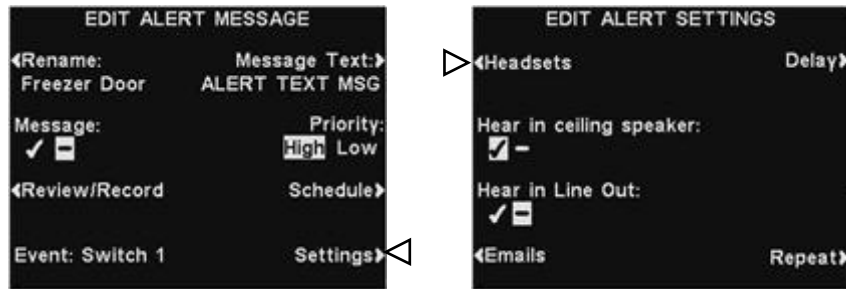 EDIT ALERT MESSAGE
Rename: Message Text:
Freezer Door ALERT TEXT MSG
Message: Priority:
✓ – High Low
Review/Record Schedule
Event: Switch 1 Settings
EDIT ALERT SETTINGS
Headsets Delay
Hear in ceiling speaker:
✓ –
Hear in Line Out:
✓ –
Emails Repeat